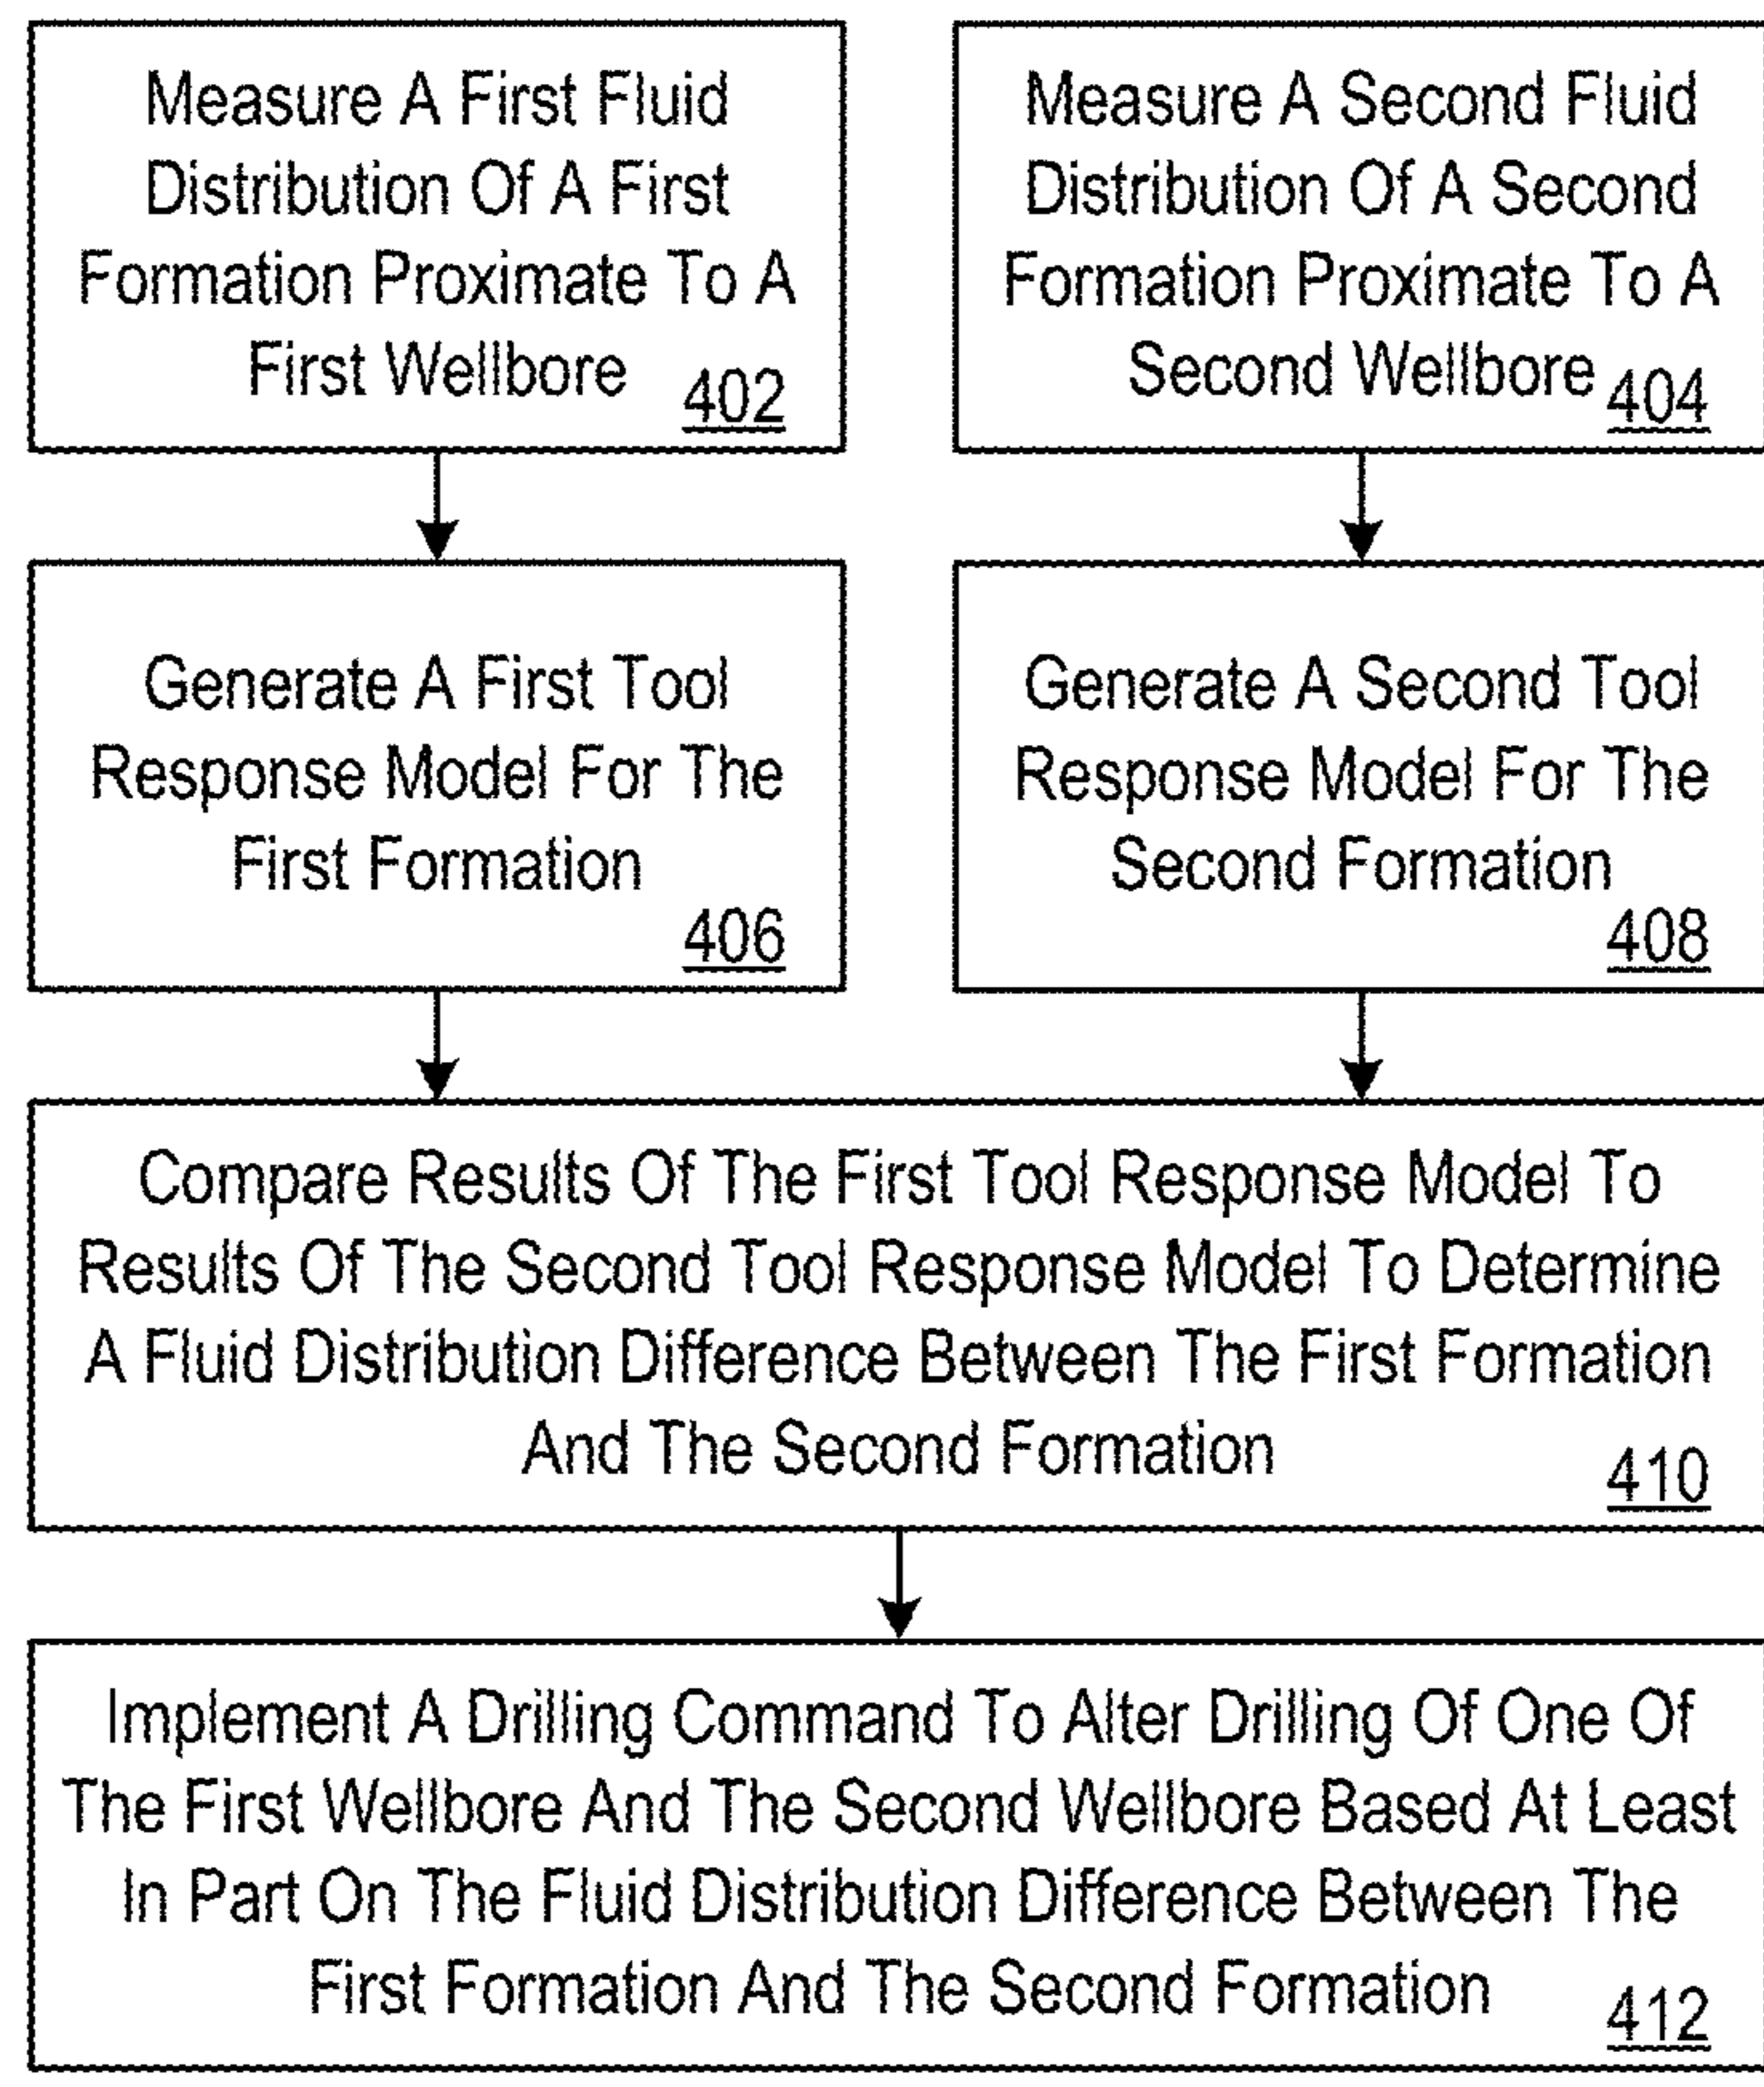 Measure A First Fluid
Distribution Of A First
Formation Proximate To A
First Wellbore
402
Measure A Second Fluid
Distribution Of A Second
Formation Proximate To A
Second Wellbore
404
Generate A First Tool
Response Model For The
First Formation
406
Generate A Second Tool
Response Model For The
Second Formation
408
Compare Results Of The First Tool Response Model To
Results Of The Second Tool Response Model To Determine
A Fluid Distribution Difference Between The First Formation
And The Second Formation
410
Implement A Drilling Command To Alter Drilling Of One Of
The First Wellbore And The Second Wellbore Based At Least
In Part On The Fluid Distribution Difference Between The
First Formation And The Second Formation
412